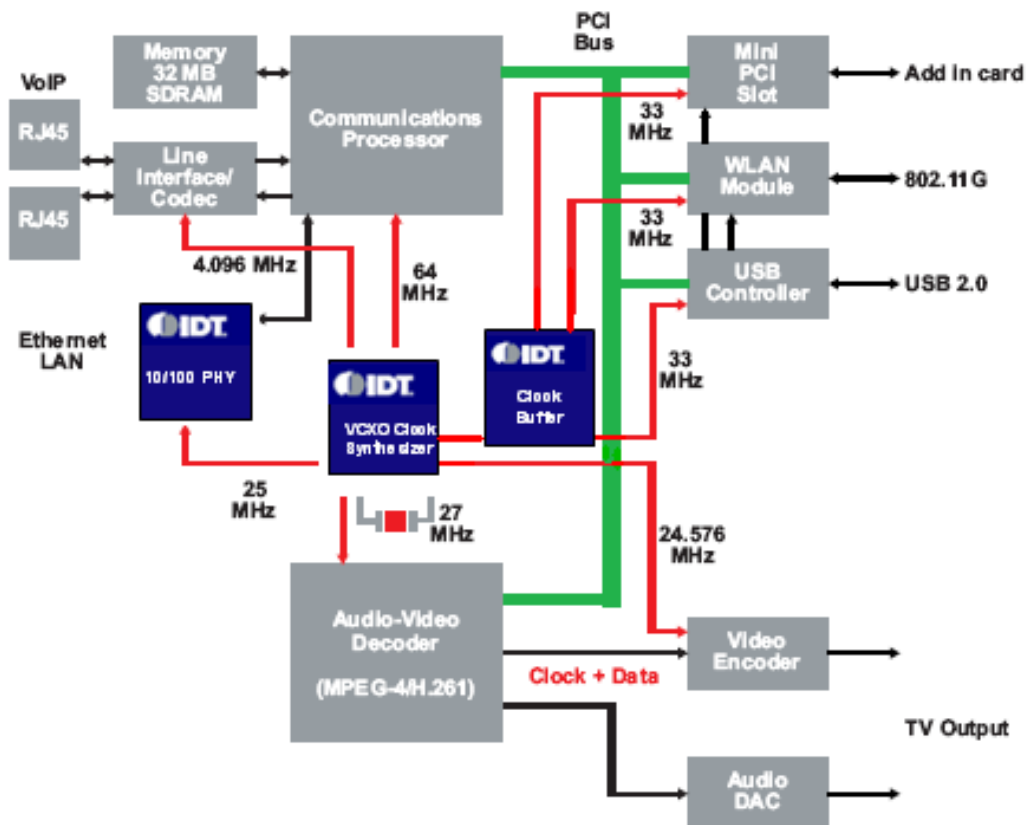 PCI
Bus
Memory
32 MB
SDRAM
Communications
Processor
Mini
PCI
Slot
Add in card
VoIP
RJ45
RJ45
Line
Interface/
Codec
33
MHz
WLAN
Module
802.11G
33
MHz
4.096 MHz
64
MHz
USB
Controller
USB 2.0
Ethernet
LAN
IDT
10/100 PHY
IDT
VCXO Clock
Synthesizer
IDT
Clock
Buffer
33
MHz
25
MHz
27
MHz
24.576
MHz
Audio-Video
Decoder
(MPEG-4/H.261)
Clock + Data
Video
Encoder
TV Output
Audio
DAC